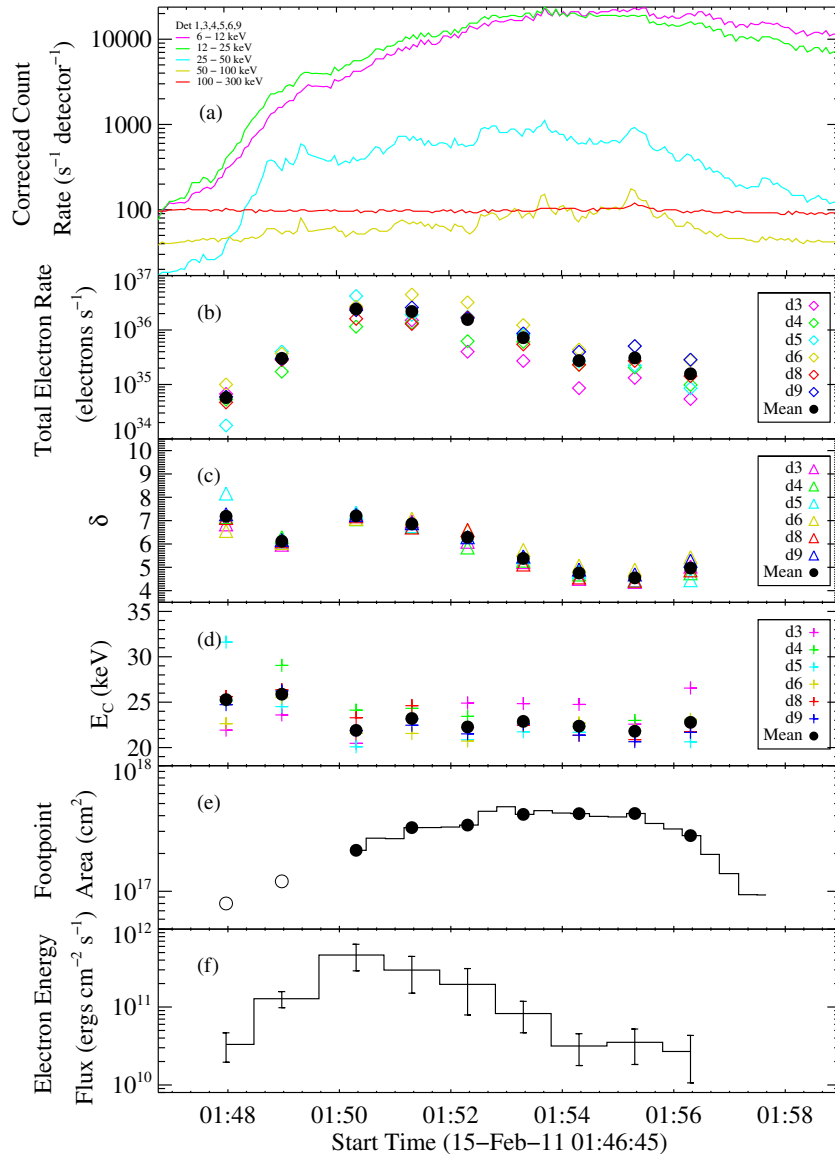 Det 1,3,4,5,6,9
6 − 12 keV
12 − 25 keV
25 − 50 keV
50 − 100 keV
100 − 300 keV
(a)
Corrected Count
Rate (s⁻¹ detector⁻¹)
10000
1000
100
(b)
Total Electron Rate
(electrons s⁻¹)
10³⁷
10³⁶
10³⁵
10³⁴
d3
d4
d5
d6
d8
d9
Mean
(c)
δ
10
9
8
7
6
5
4
d3
d4
d5
d6
d8
d9
Mean
(d)
E_C (keV)
35
30
25
20
d3
d4
d5
d6
d8
d9
Mean
(e)
Footpoint
Area (cm²)
10¹⁸
10¹⁷
(f)
Electron Energy
Flux (ergs cm⁻² s⁻¹)
10¹²
10¹²
10¹¹
10¹⁰
01:48 01:50 01:52 01:54 01:56 01:58
Start Time (15−Feb−11 01:46:45)